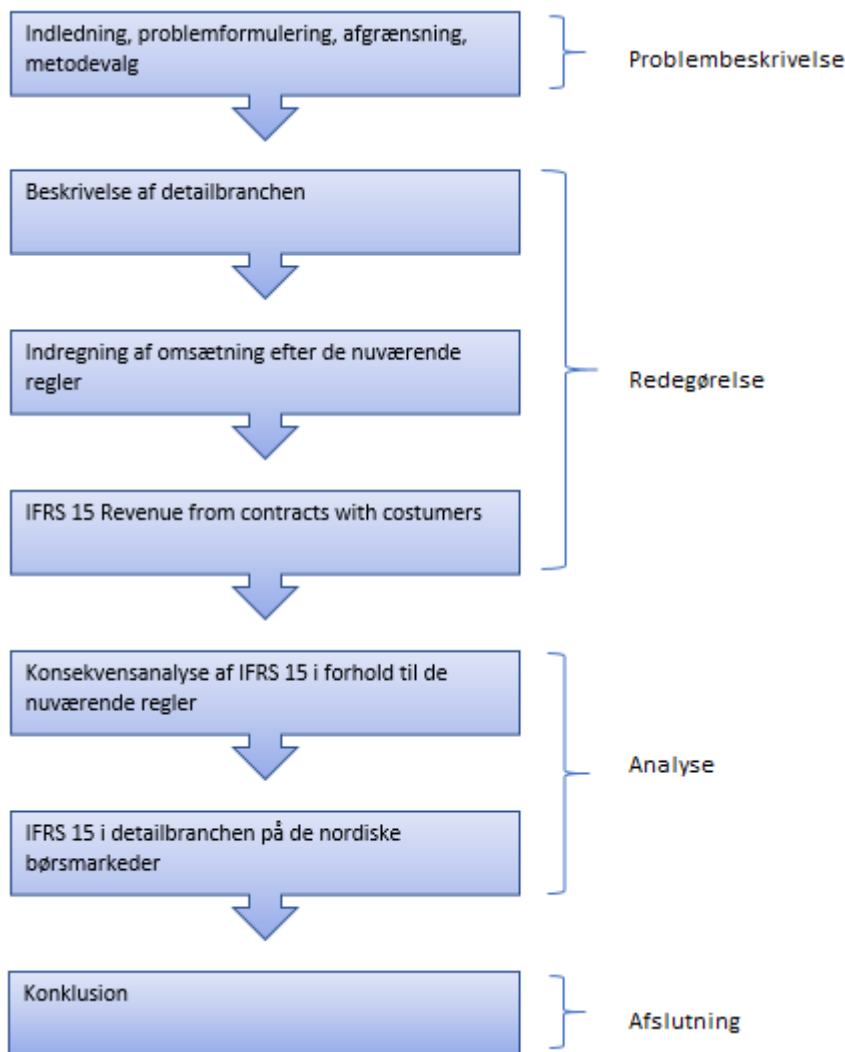 Indledning, problemformulering, afgrænsning,
metodevalg
Problembeskrivelse
Beskrivelse af detailbranchen
Indregning af omsætning efter de nuværende
regler
Redegørelse
IFRS 15 Revenue from contracts with costumers
Konsekvensanalyse af IFRS 15 i forhold til de
nuværende regler
Analyse
IFRS 15 i detailbranchen på de nordiske
børsmarkeder
Konklusion
Afslutning